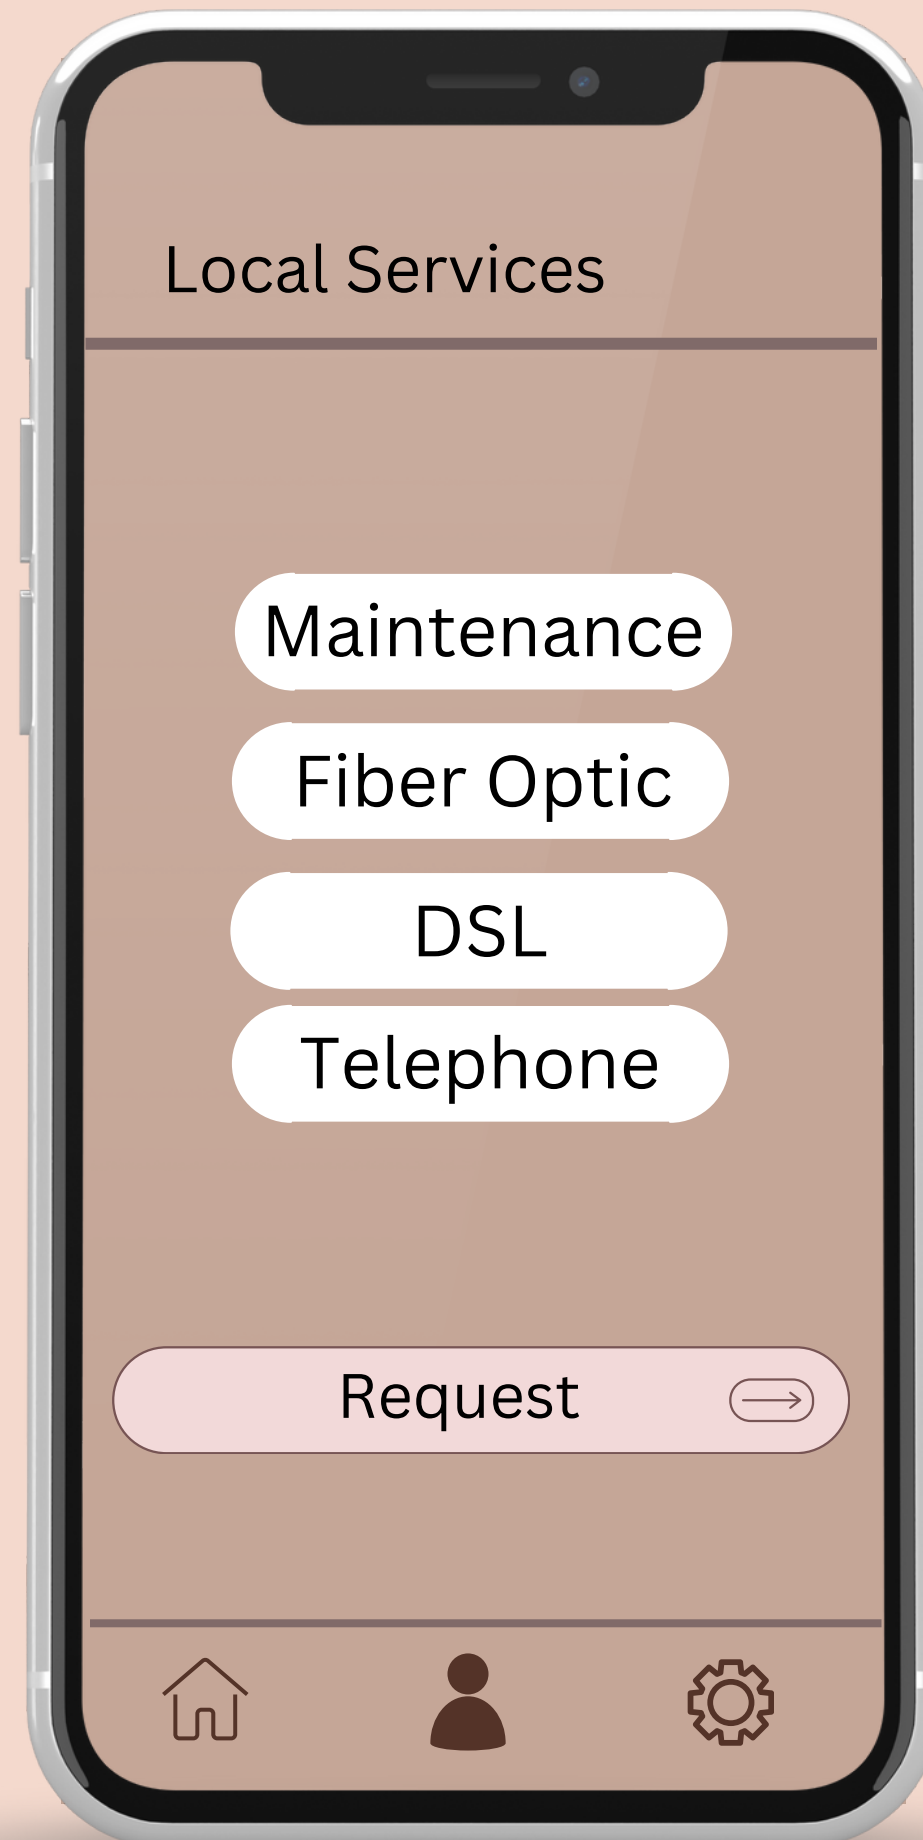 Local Services
Maintenance
Fiber Optic
DSL
Telephone
Request